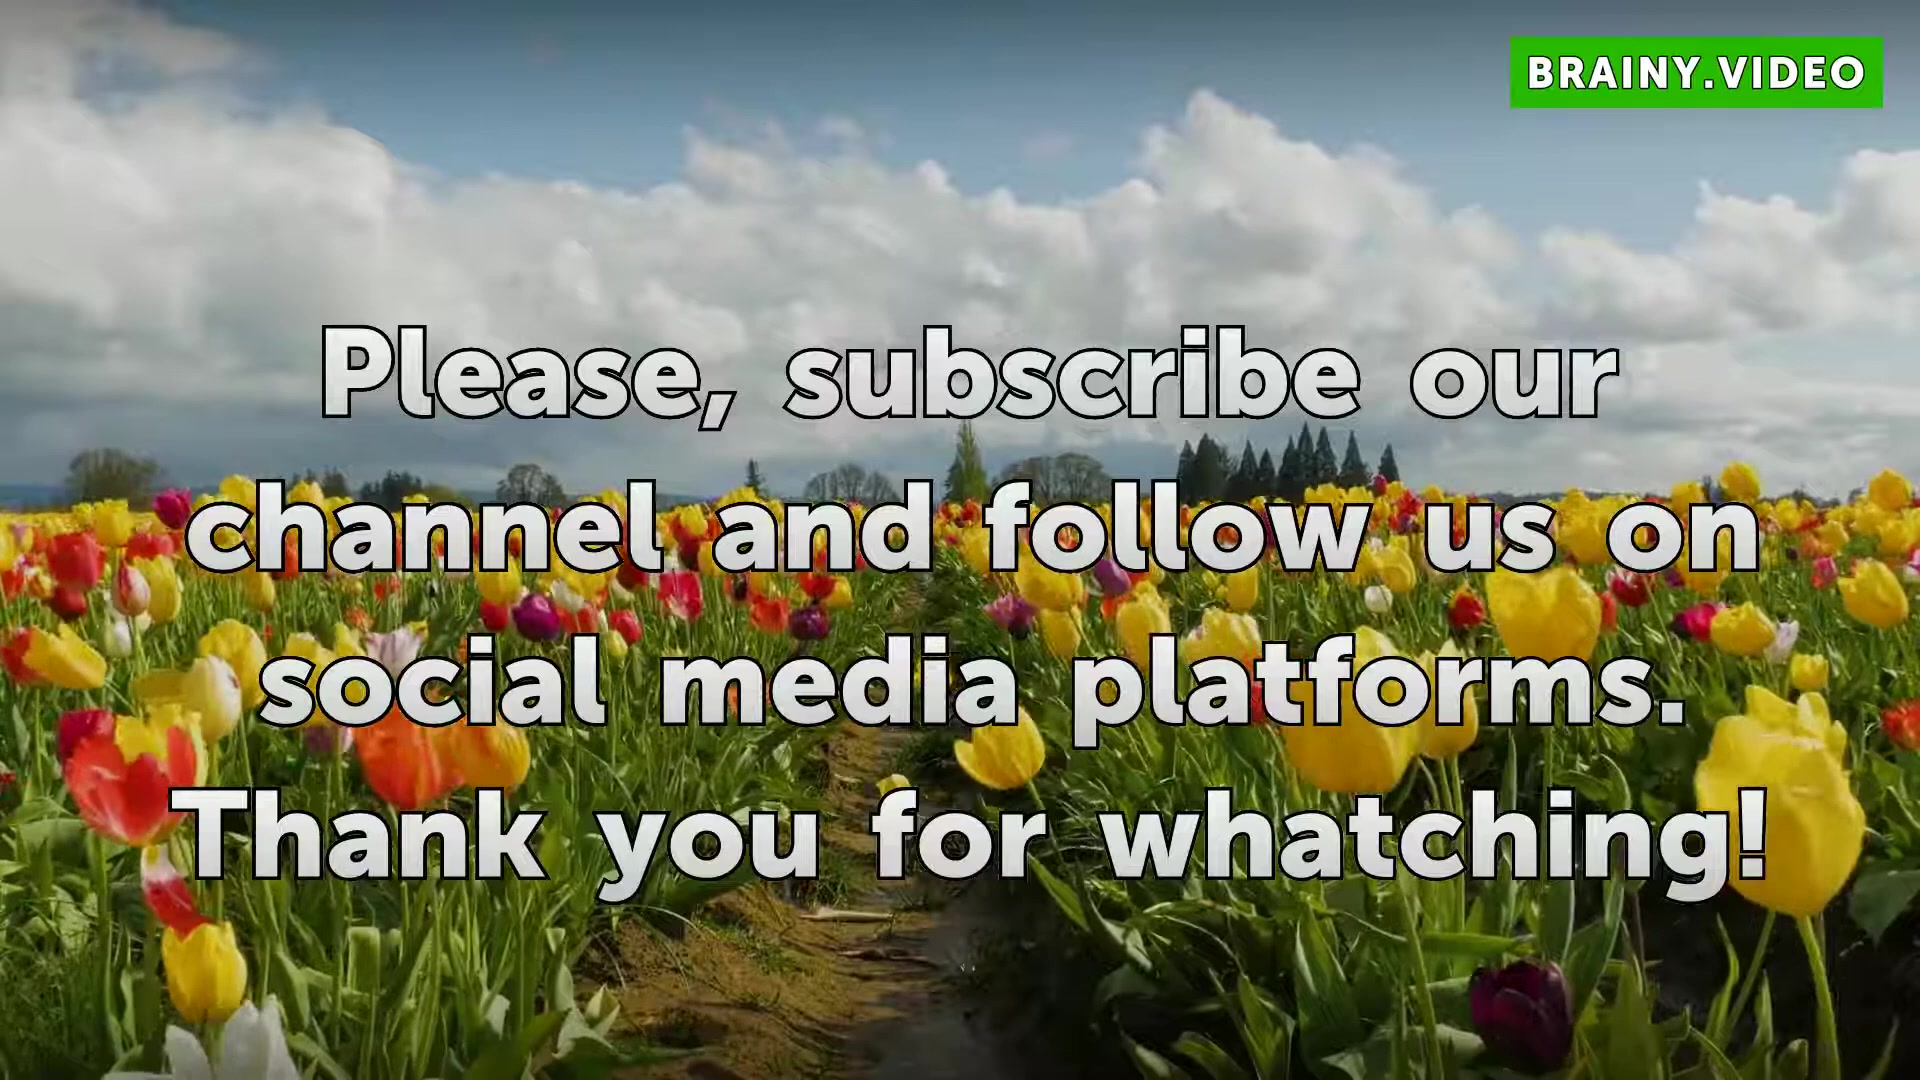 BRAINY.VIDEO
Please, subscribe our
channel and follow us on
social media platforms.
Thank you for whatching!